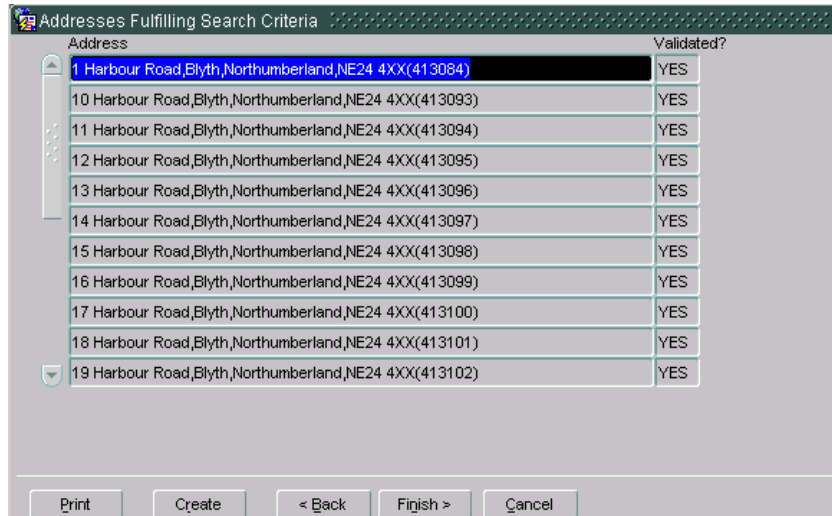 Addresses Fulfilling Search Criteria
Address Validated?
1 Harbour Road,Blyth,Northumberland,NE24 4XX(413084) YES
10 Harbour Road,Blyth,Northumberland,NE24 4XX(413093) YES
11 Harbour Road,Blyth,Northumberland,NE24 4XX(413094) YES
12 Harbour Road,Blyth,Northumberland,NE24 4XX(413095) YES
13 Harbour Road,Blyth,Northumberland,NE24 4XX(413096) YES
14 Harbour Road,Blyth,Northumberland,NE24 4XX(413097) YES
15 Harbour Road,Blyth,Northumberland,NE24 4XX(413098) YES
16 Harbour Road,Blyth,Northumberland,NE24 4XX(413099) YES
17 Harbour Road,Blyth,Northumberland,NE24 4XX(413100) YES
18 Harbour Road,Blyth,Northumberland,NE24 4XX(413101) YES
19 Harbour Road,Blyth,Northumberland,NE24 4XX(413102) YES
Print Create < Back Finish > Cancel